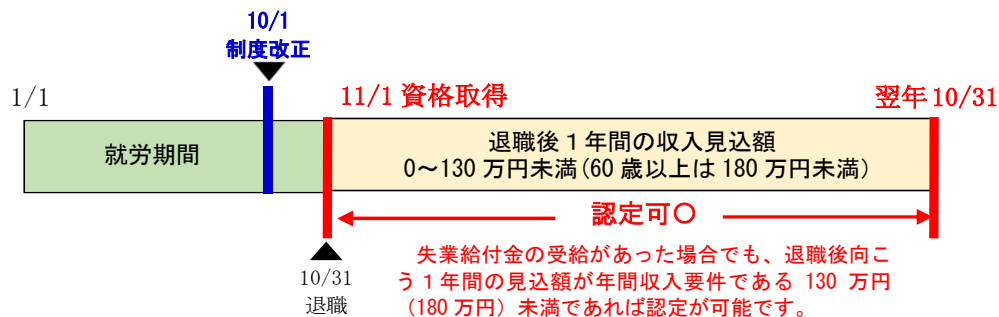 10/1
制度改正
1/1
11/1 資格取得
翌年 10/31
就労期間
退職後１年間の収入見込額
0～130 万円未満(60 歳以上は 180 万円未満)
認定可〇
10/31
退職
失業給付金の受給があった場合でも、退職後向こ
う１年間の見込額が年間収入要件である 130 万円
（180 万円）未満であれば認定が可能です。